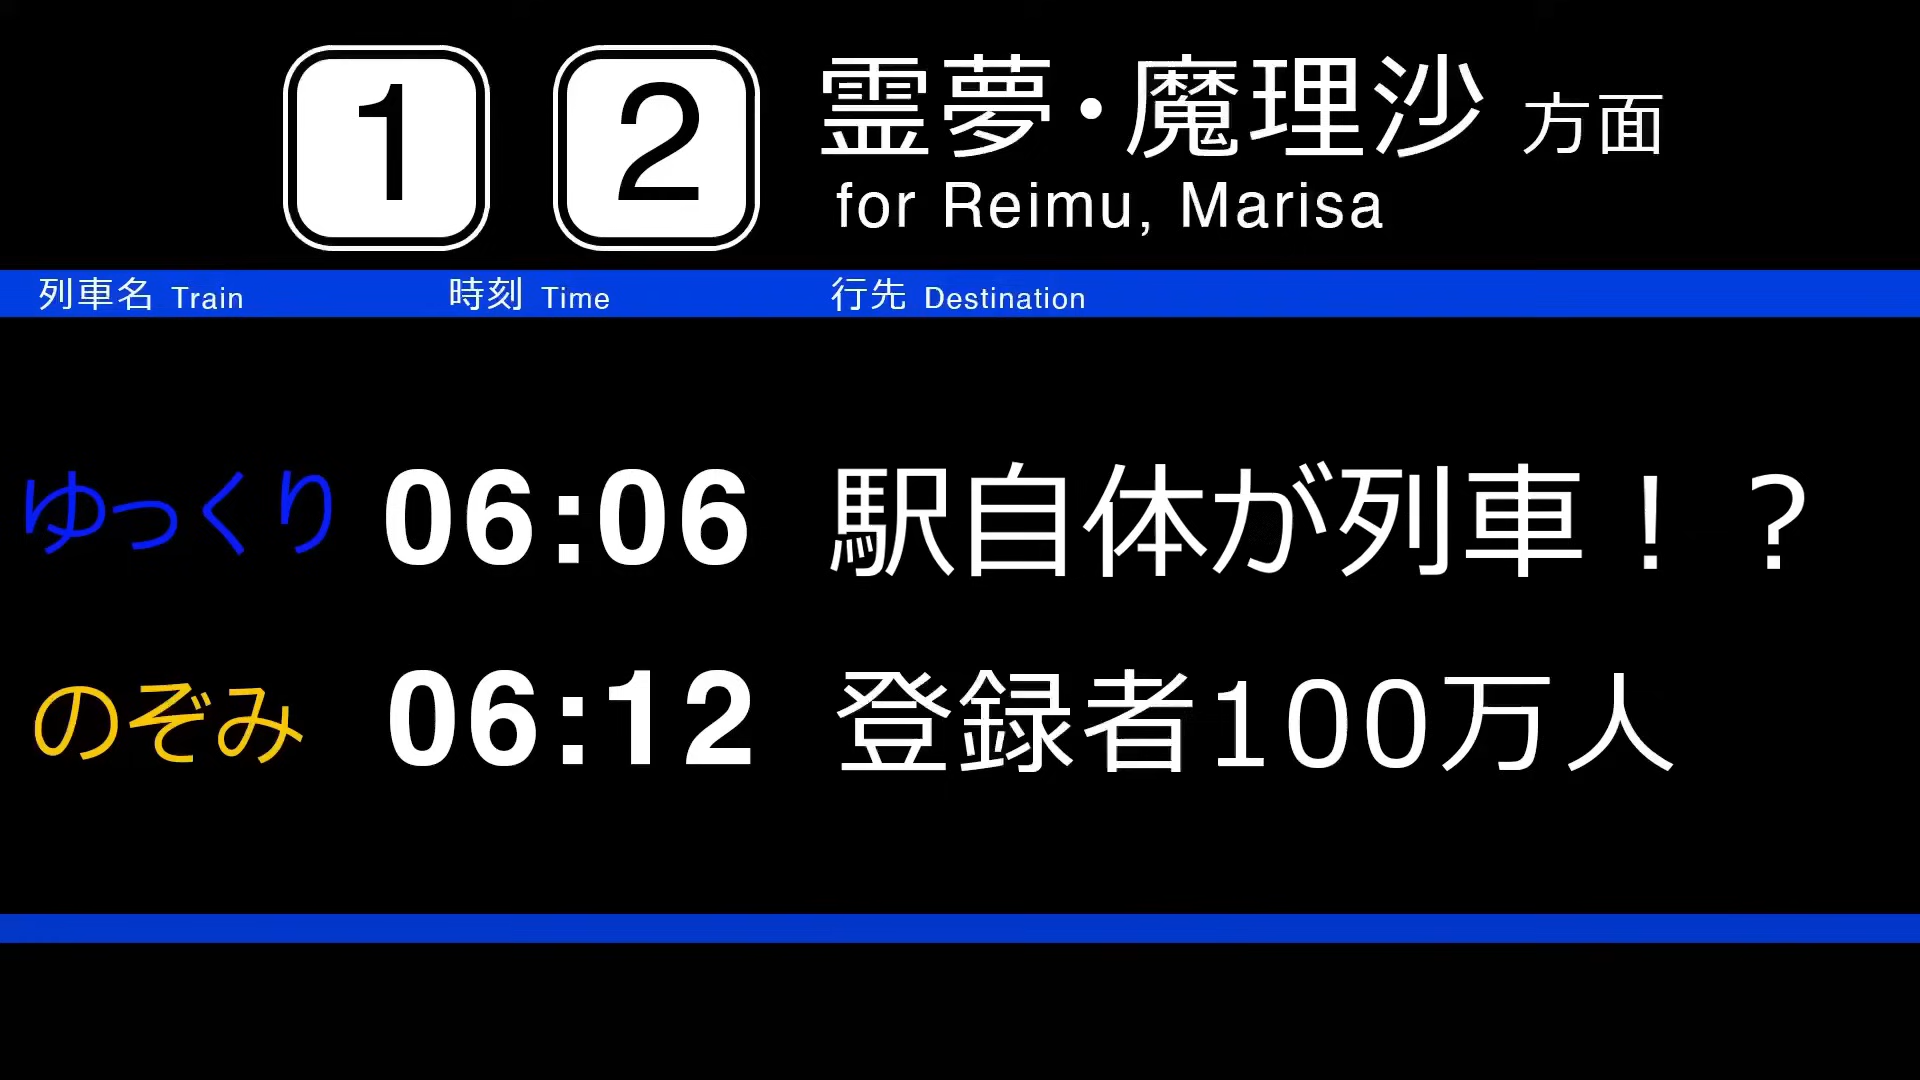 1 2 霊夢・魔理沙 方面
for Reimu, Marisa
列車名 Train 時刻 Time 行先 Destination
ゆっくり 06:06 駅自体が列車！？
のぞみ 06:12 登録者100万人